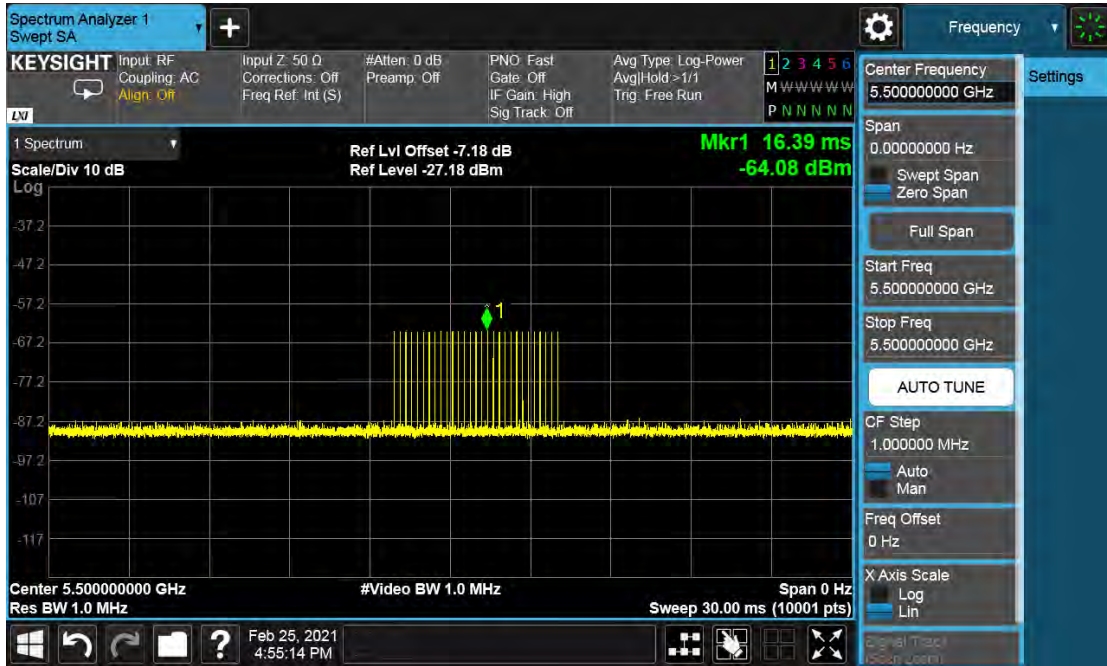 Spectrum Analyzer 1
Swept SA
Frequency
KEYSIGHT
Input: RF
Coupling: AC
Align: Off
Input Z: 50 Ω
Corrections: Off
Freq Ref: Int (S)
#Atten: 0 dB
Preamp: Off
PNO: Fast
Gate: Off
IF Gain: High
Sig Track: Off
Avg Type: Log-Power
Avg|Hold >1/1
Trig: Free Run
1 2 3 4 5 6
M W W W W W W
P N N N N N
LXI
1 Spectrum
Scale/Div 10 dB
Ref Lvl Offset -7.18 dB
Ref Level -27.18 dBm
Mkr1 16.39 ms
-64.08 dBm
Log
-37.2
-47.2
-57.2
-67.2
-77.2
-87.2
-97.2
-107
-117
1
Center 5.500000000 GHz
Res BW 1.0 MHz
#Video BW 1.0 MHz
Span 0 Hz
Sweep 30.00 ms (10001 pts)
Center Frequency
5.500000000 GHz
Settings
Span
0.00000000 Hz
Swept Span
Zero Span
Full Span
Start Freq
5.500000000 GHz
Stop Freq
5.500000000 GHz
AUTO TUNE
CF Step
1.000000 MHz
Auto
Man
Freq Offset
0 Hz
X Axis Scale
Log
Lin
Signal Track
(Span Zoom)
?
Feb 25, 2021
4:55:14 PM